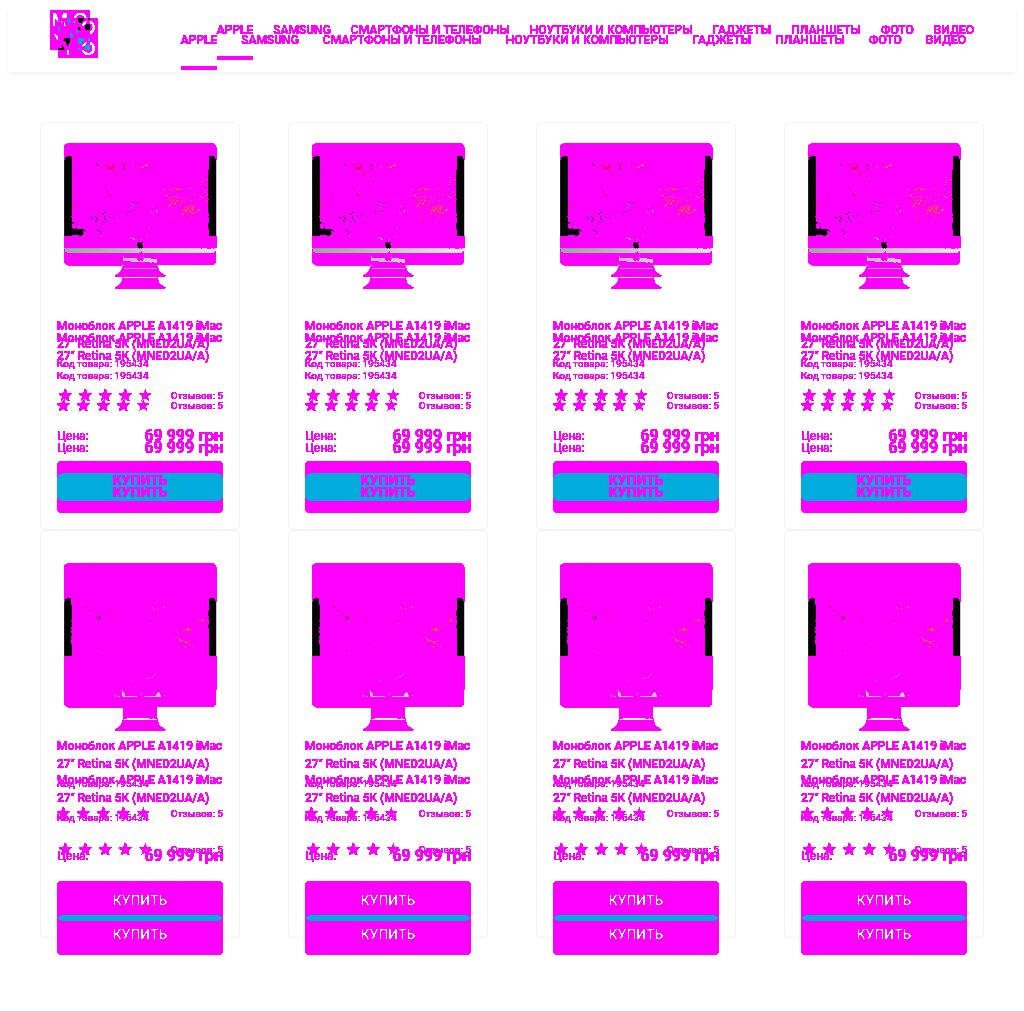 MO
YO
APPLE SAMSUNG СМАРТФОНЫ И ТЕЛЕФОНЫ НОУТБУКИ И КОМПЬЮТЕРЫ ГАДЖЕТЫ ПЛАНШЕТЫ ФОТО ВИДЕО
APPLE SAMSUNG СМАРТФОНЫ И ТЕЛЕФОНЫ НОУТБУКИ И КОМПЬЮТЕРЫ ГАДЖЕТЫ ПЛАНШЕТЫ ФОТО ВИДЕО
Моноблок APPLE A1419 iMac
Моноблок APPLE A1419 iMac
27" Retina 5K (MNED2UA/A)
27" Retina 5K (MNED2UA/A)
Код товара: 195434
Код товара: 195434
Отзывов: 5
Отзывов: 5
Цена: 69 999 грн
Цена: 69 999 грн
КУПИТЬ
КУПИТЬ
Моноблок APPLE A1419 iMac
Моноблок APPLE A1419 iMac
27" Retina 5K (MNED2UA/A)
27" Retina 5K (MNED2UA/A)
Код товара: 195434
Код товара: 195434
Отзывов: 5
Отзывов: 5
Цена: 69 999 грн
Цена: 69 999 грн
КУПИТЬ
КУПИТЬ
Моноблок APPLE A1419 iMac
Моноблок APPLE A1419 iMac
27" Retina 5K (MNED2UA/A)
27" Retina 5K (MNED2UA/A)
Код товара: 195434
Код товара: 195434
Отзывов: 5
Отзывов: 5
Цена: 69 999 грн
Цена: 69 999 грн
КУПИТЬ
КУПИТЬ
Моноблок APPLE A1419 iMac
Моноблок APPLE A1419 iMac
27" Retina 5K (MNED2UA/A)
27" Retina 5K (MNED2UA/A)
Код товара: 195434
Код товара: 195434
Отзывов: 5
Отзывов: 5
Цена: 69 999 грн
Цена: 69 999 грн
КУПИТЬ
КУПИТЬ
Моноблок APPLE A1419 iMac
27" Retina 5K (MNED2UA/A)
Моноблок APPLE A1419 iMac
Код товара: 195434
27" Retina 5K (MNED2UA/A)
Отзывов: 5
Код товара: 195434
Отзывов: 5
Цена: 69 999 грн
КУПИТЬ
КУПИТЬ
Моноблок APPLE A1419 iMac
27" Retina 5K (MNED2UA/A)
Моноблок APPLE A1419 iMac
Код товара: 195434
27" Retina 5K (MNED2UA/A)
Отзывов: 5
Код товара: 195434
Отзывов: 5
Цена: 69 999 грн
КУПИТЬ
КУПИТЬ
Моноблок APPLE A1419 iMac
27" Retina 5K (MNED2UA/A)
Моноблок APPLE A1419 iMac
Код товара: 195434
27" Retina 5K (MNED2UA/A)
Отзывов: 5
Код товара: 195434
Отзывов: 5
Цена: 69 999 грн
КУПИТЬ
КУПИТЬ
Моноблок APPLE A1419 iMac
27" Retina 5K (MNED2UA/A)
Моноблок APPLE A1419 iMac
Код товара: 195434
27" Retina 5K (MNED2UA/A)
Отзывов: 5
Код товара: 195434
Отзывов: 5
Цена: 69 999 грн
КУПИТЬ
КУПИТЬ